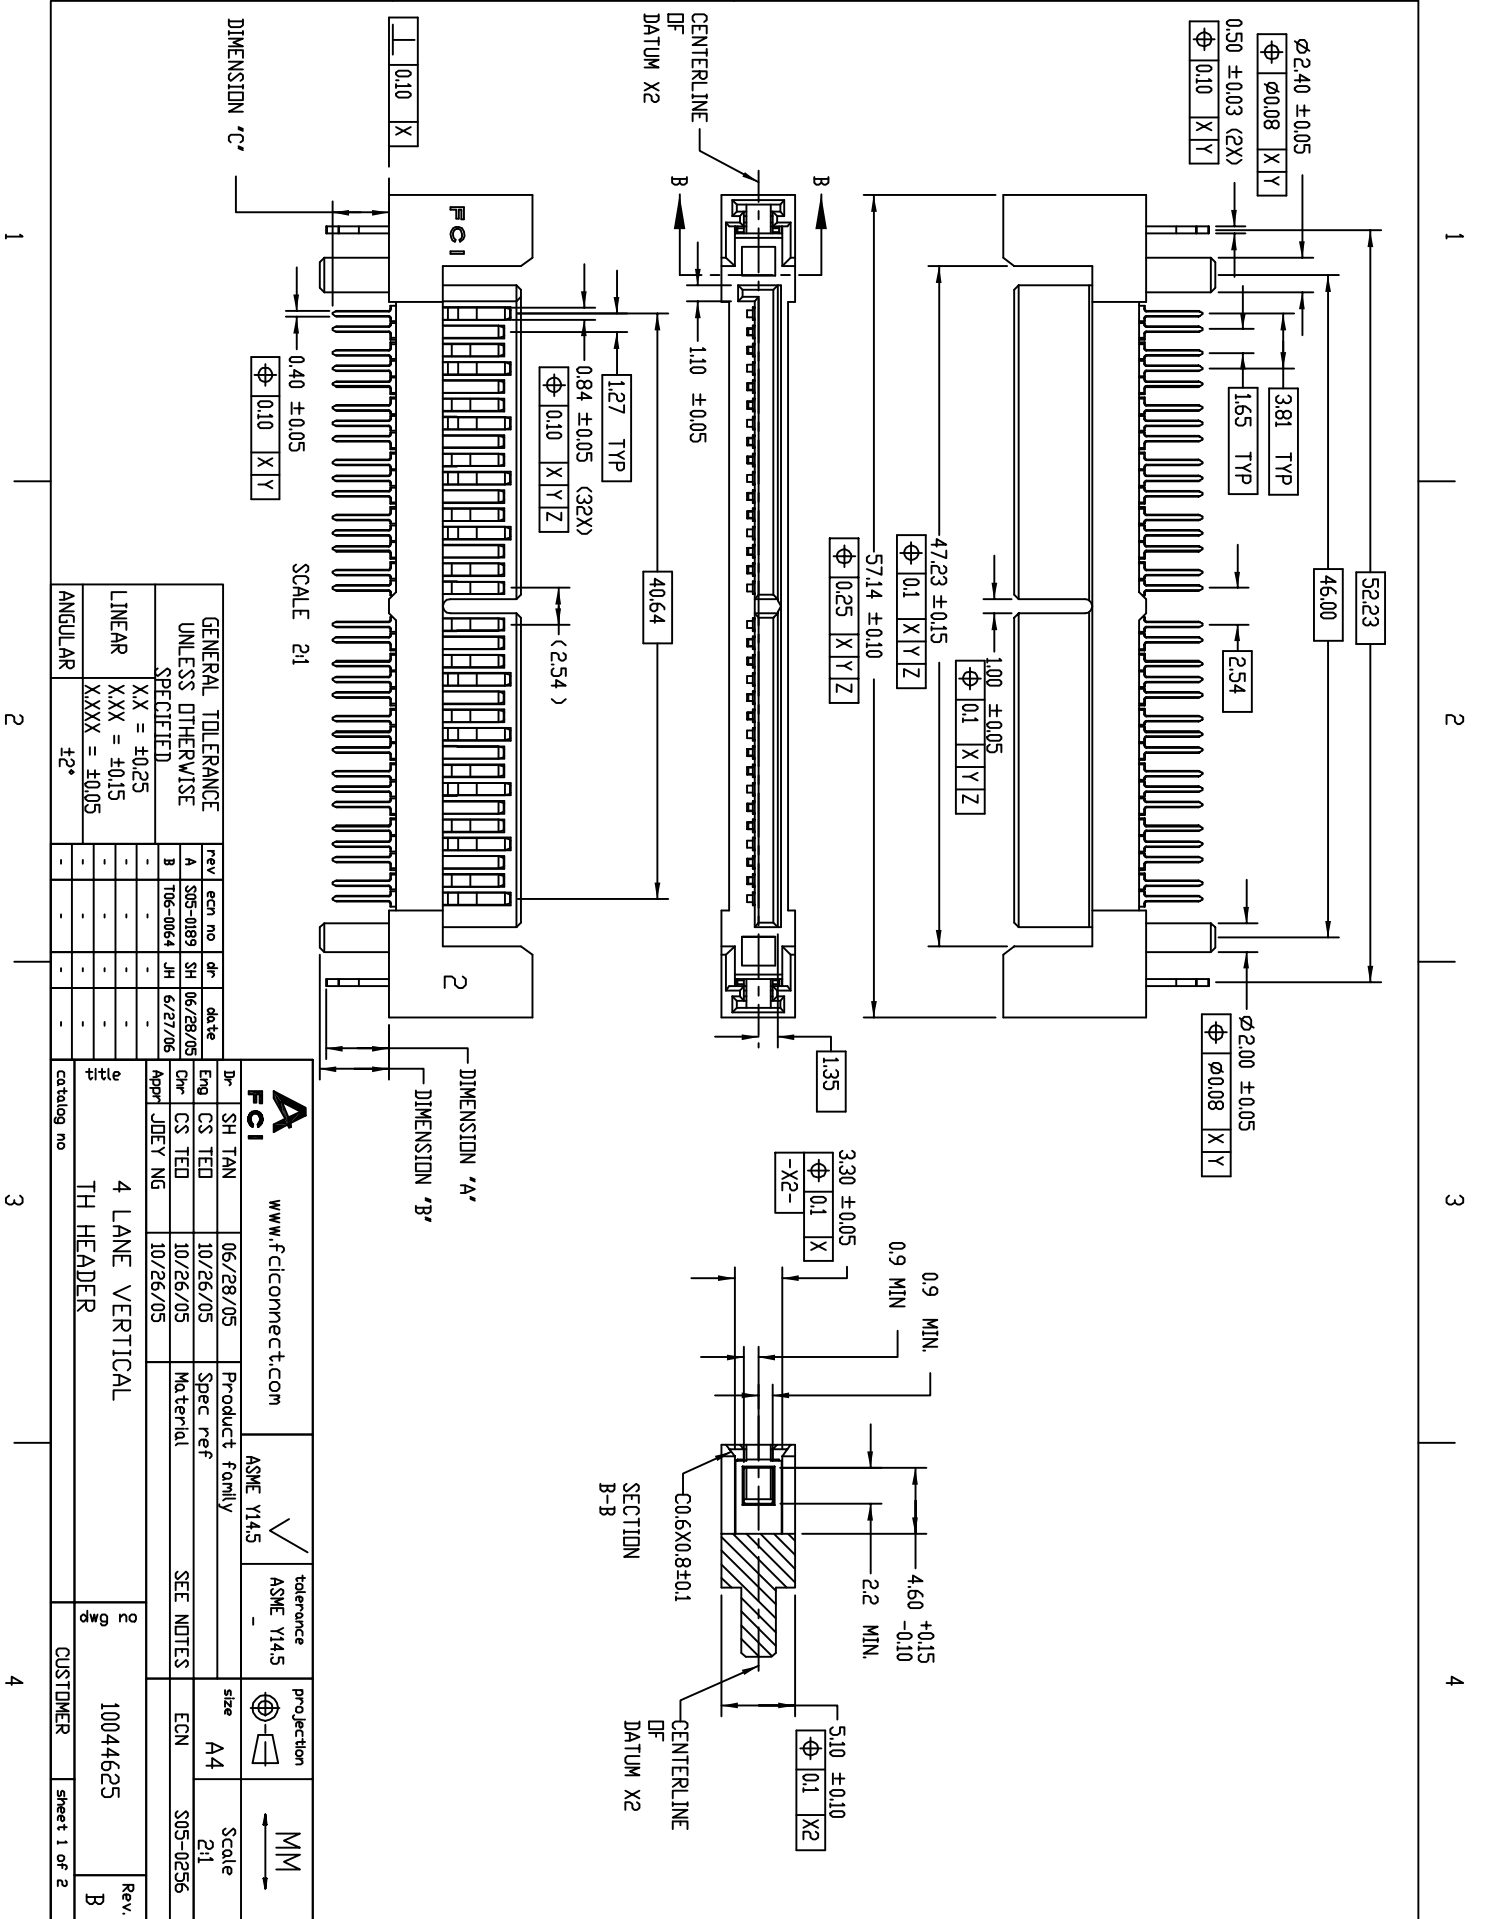 1
2
3
4
52.23
46.00
Ø2.40 ±0.05
⌖ Ø0.08 X Y
0.50 ±0.03 (2X)
⌖ 0.10 X Y
3.81 TYP
1.65 TYP
2.54
Ø2.00 ±0.05
⌖ Ø0.08 X Y
1.00 ±0.05
⌖ 0.1 X Y Z
47.23 ±0.15
⌖ 0.1 X Y Z
57.14 ±0.10
⌖ 0.25 X Y Z
CENTERLINE
OF
DATUM X2
B
B
1.10 ±0.05
1.35
3.30 ±0.05
⌖ 0.1 X
-X2-
0.9 MIN.
0.9 MIN
4.60 +0.15
-0.10
2.2 MIN.
C0.6X0.8±0.1
SECTION
B-B
5.10 ±0.10
⌖ 0.1 X2
CENTERLINE
OF
DATUM X2
40.64
1.27 TYP
0.84 ±0.05 (32X)
⌖ 0.10 X Y Z
(2.54)
FCI
2
⊥ 0.10 X
DIMENSION "C"
0.40 ±0.05
⌖ 0.10 X Y
SCALE 2:1
DIMENSION "A"
DIMENSION "B"
GENERAL TOLERANCE
UNLESS OTHERWISE
SPECIFIED
LINEAR
X.X = ±0.25
X.XX = ±0.15
X.XXX = ±0.05
ANGULAR ±2°
rev ecn no dr date
A S05-0189 SH 06/28/05
B T06-0064 JH 6/27/06
- - - -
- - - -
- - - -
- - - -
- - - -
FCI
www.fciconnect.com
ASME Y14.5
tolerance
ASME Y14.5
-
projection
MM
Dr SH TAN 06/28/05
Eng CS TEO 10/26/05
Chr CS TEO 10/26/05
Appr JOEY NG 10/26/05
Product family
Spec ref
Material SEE NOTES
size A4
Scale
2:1
ECN S05-0256
title
4 LANE VERTICAL
TH HEADER
dwg no
10044625
Rev.
B
catalog no
CUSTOMER
sheet 1 of 2
1
2
3
4